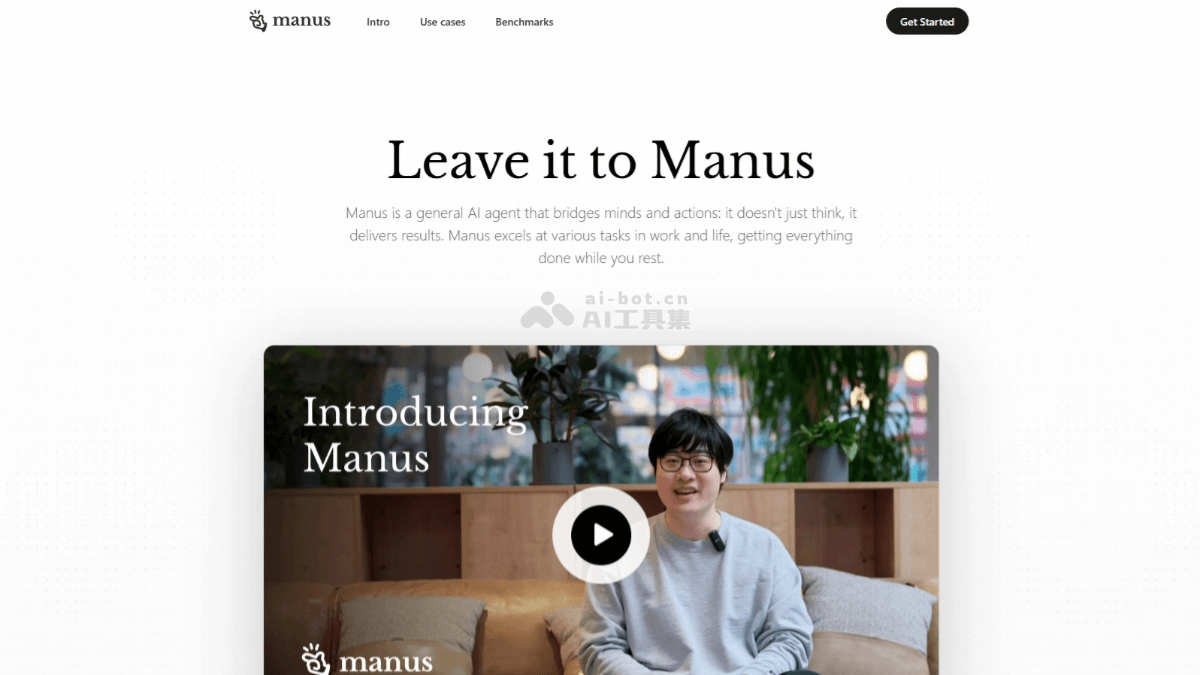 manus
Intro
Use cases
Benchmarks
Get Started
Leave it to Manus
Manus is a general AI agent that bridges minds and actions: it doesn't just think, it
delivers results. Manus excels at various tasks in work and life, getting everything
done while you rest.
ai-bot.cn
AI工具集
Introducing
Manus
manus